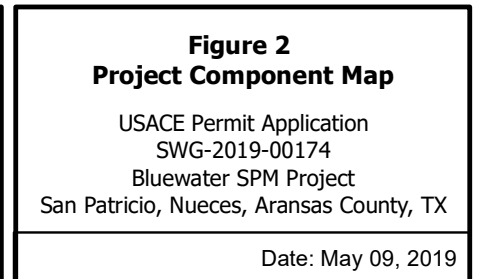 Figure 2
Project Component Map
USACE Permit Application
SWG-2019-00174
Bluewater SPM Project
San Patricio, Nueces, Aransas County, TX
Date: May 09, 2019